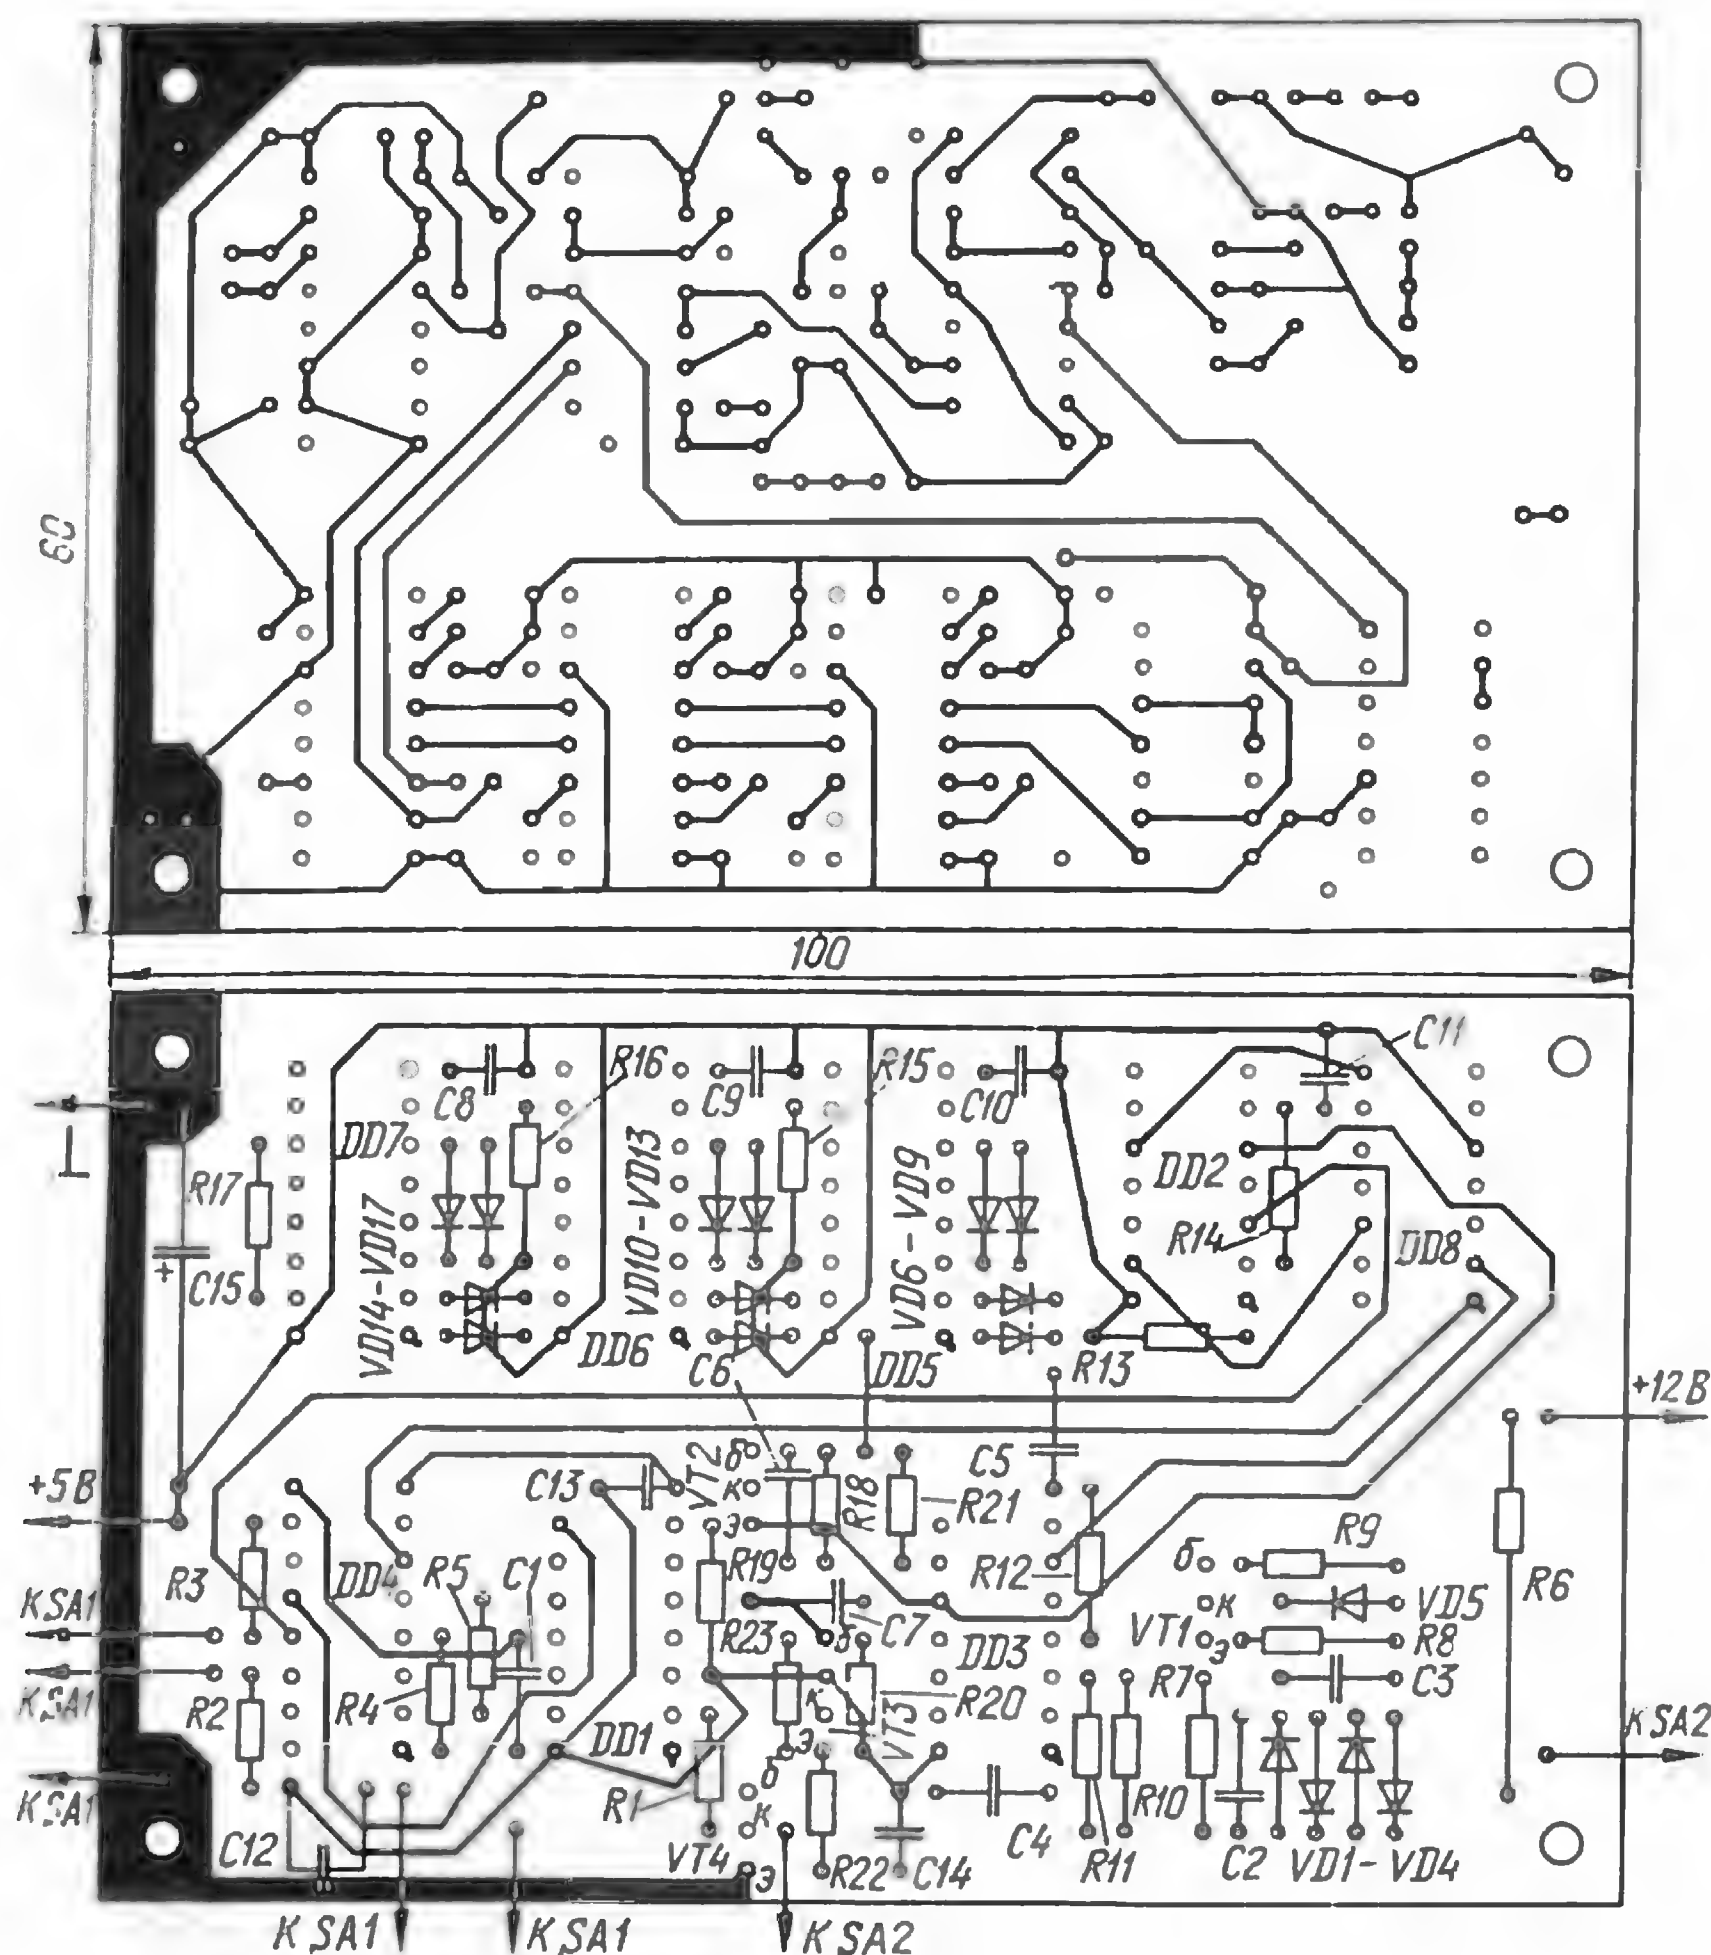 60
100
C11
R16
R15
C8
C9
C10
DD7
R17
VD14-VD17
VD10-VD13
VD6-VD9
DD2
R14
DD8
+
C15
DD6
C6
DD5
R13
+12В
+5В
C13
VT2
б
к
э
R18
R21
C5
R9
R3
DD4
R5
C1
R19
R12
б
R6
KSA1
VD5
к
R23
б
C7
DD3
VT1
э
R8
KSA1
R2
R4
к
R20
R7
C3
DD1
э
VT3
KSA2
KSA1
R1
б
к
R10
C12
VT4
э
R22
C14
C4
R11
C2
VD1-VD4
KSA1
KSA1
KSA2